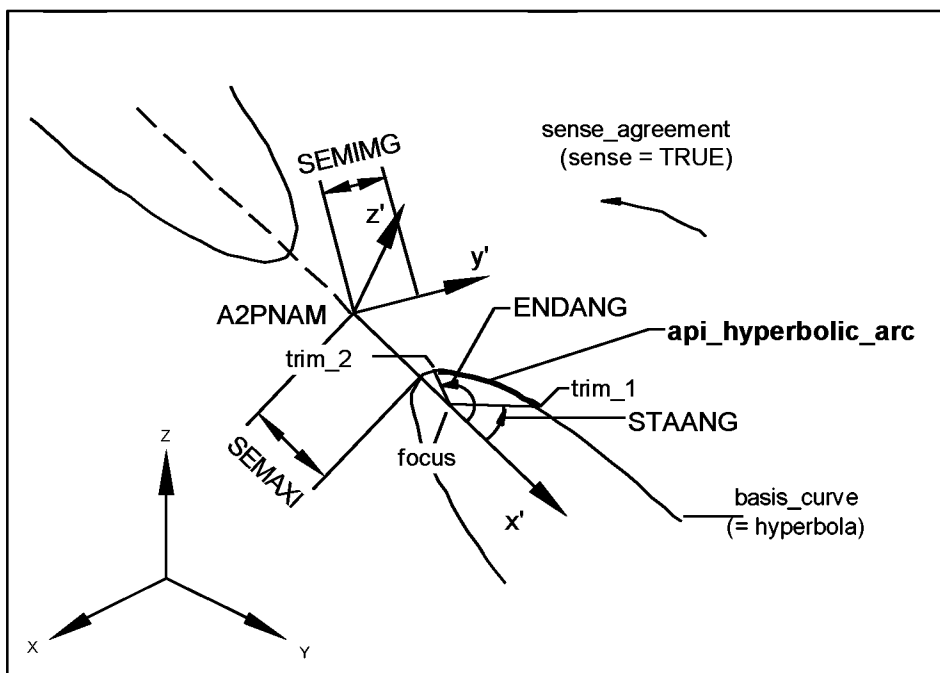 sense_agreement
(sense = TRUE)
SEMIMG
z'
y'
A2PNAM
ENDANG
api_hyperbolic_arc
trim_2
trim_1
STAANG
focus
SEMAXI
x'
basis_curve
(= hyperbola)
Z
X
Y